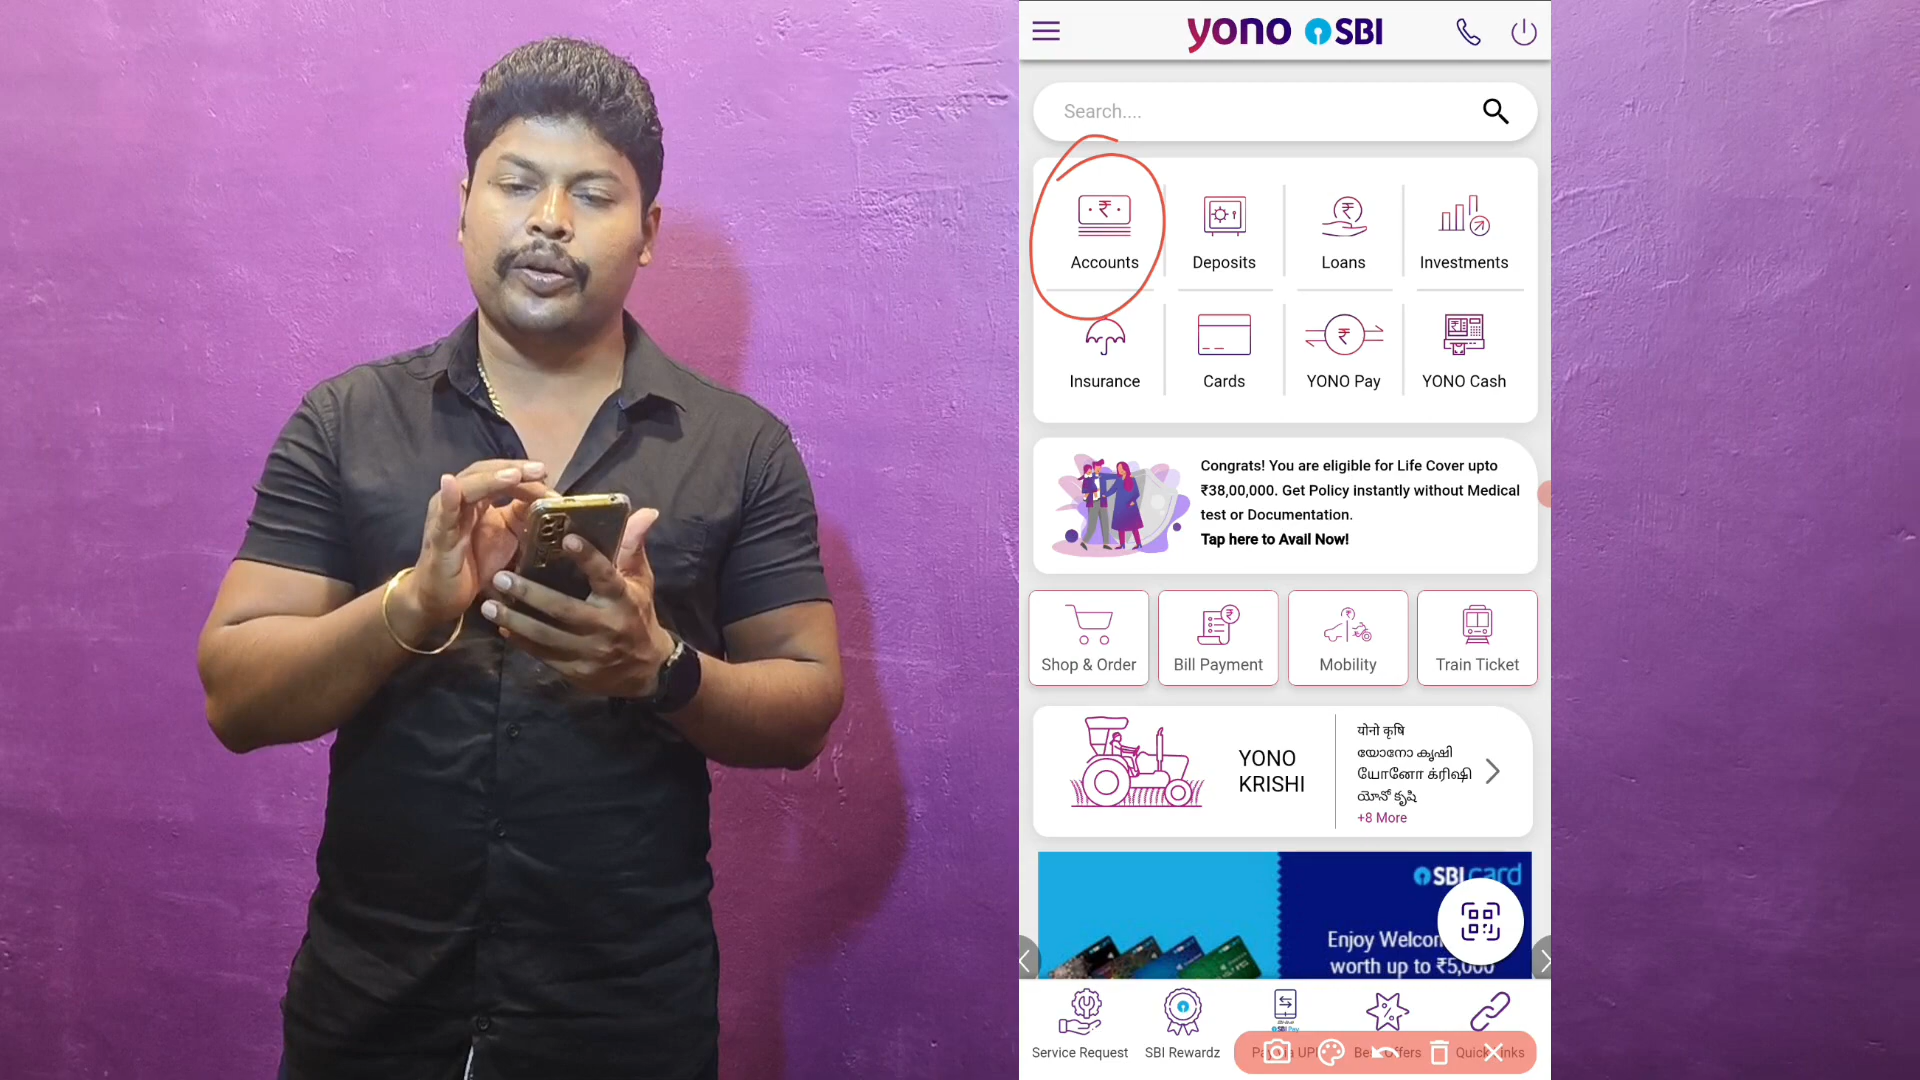 yono SBI
Search....
Accounts
Deposits
Loans
Investments
Insurance
Cards
YONO Pay
YONO Cash
Congrats! You are eligible for Life Cover upto
₹38,00,000. Get Policy instantly without Medical
test or Documentation.
Tap here to Avail Now!
Shop & Order
Bill Payment
Mobility
Train Ticket
YONO
KRISHI
योनो कृषि
യോനോ കൃഷി
யோனோ க்ரிஷி
యోనో కృషి
+8 More
SBI card
Enjoy Welcom
worth up to ₹5,000
Service Request
SBI Rewardz
SBI Pay